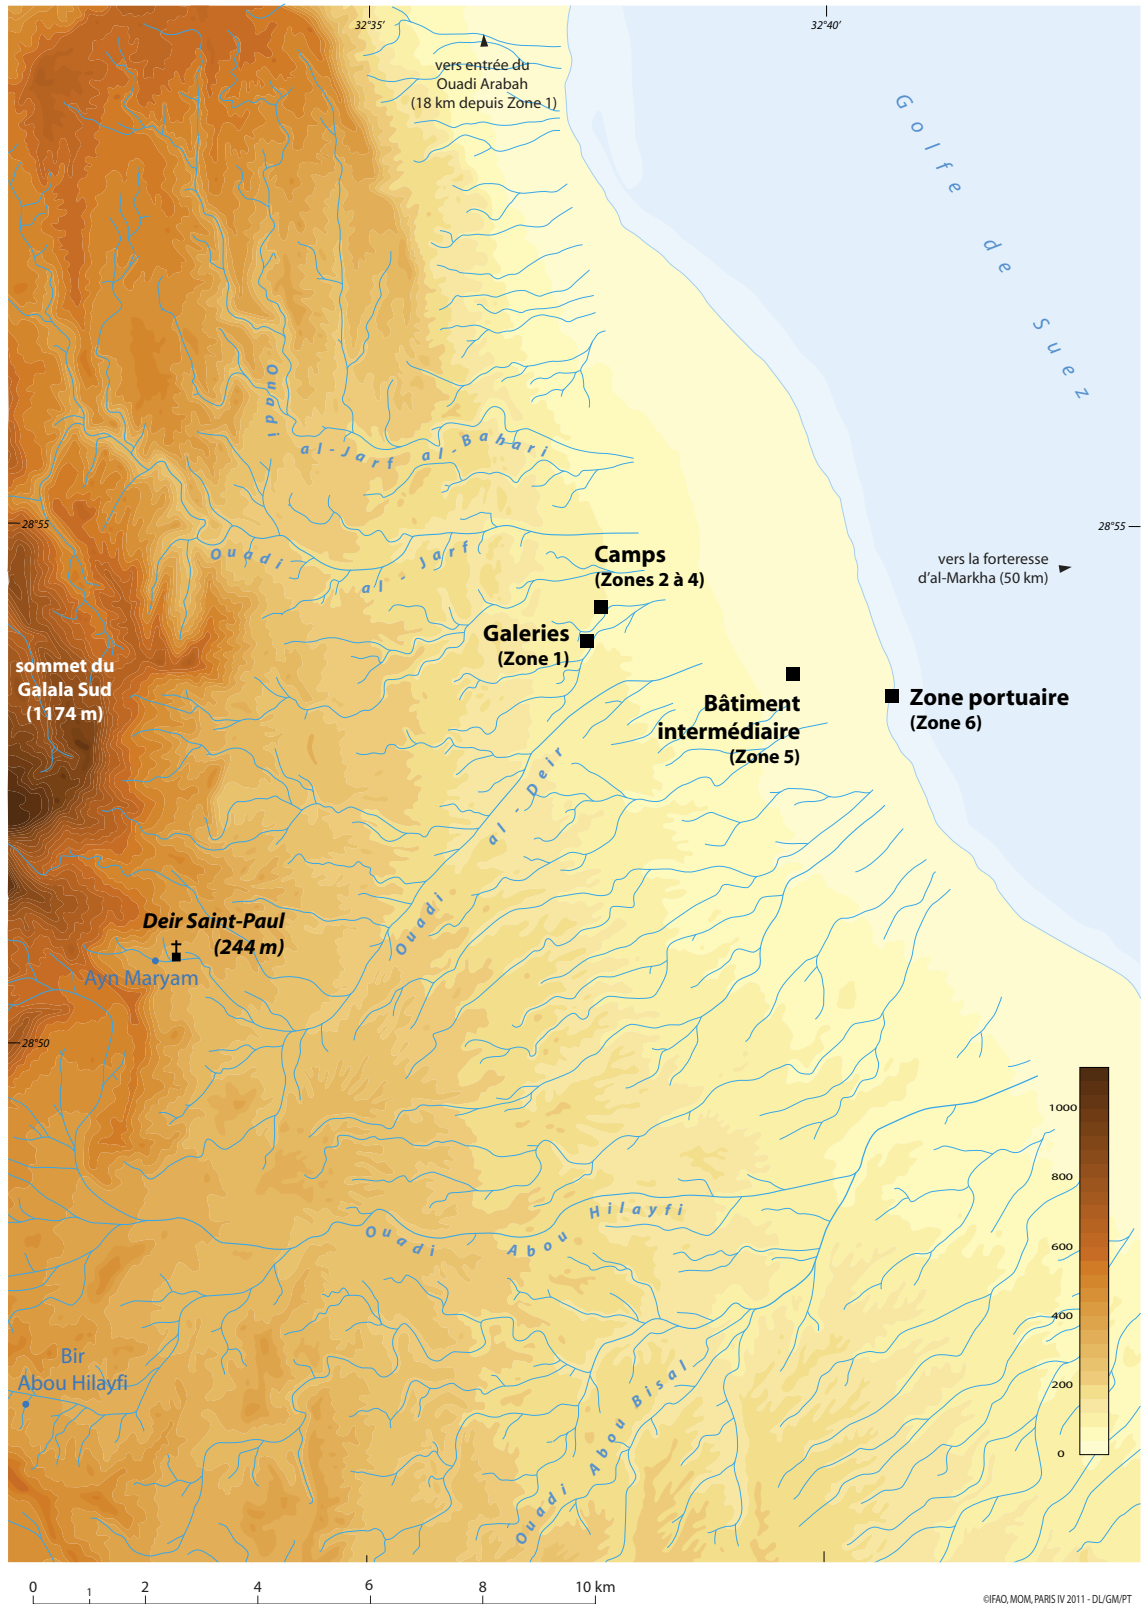 32°35′
32°40′
vers entrée du
Ouadi Arabah
(18 km depuis Zone 1)
Golfe de Suez
Ouadi al-Jarf al-Bahari
28°55
28°55
Ouadi al-Jarf
Camps
(Zones 2 à 4)
vers la forteresse
d’al-Markha (50 km)
Galeries
(Zone 1)
sommet du
Galala Sud
(1174 m)
Bâtiment
intermédiaire
(Zone 5)
Zone portuaire
(Zone 6)
Ouadi al-Deir
Deir Saint-Paul
(244 m)
Ayn Maryam
28°50
1000
800
600
400
200
0
Ouadi Abou Hilayfi
Bir
Abou Hilayfi
Ouadi Abou Bisal
0 1 2 4 6 8 10 km
©IFAO, MOM, PARIS IV 2011 - DL/GM/PT